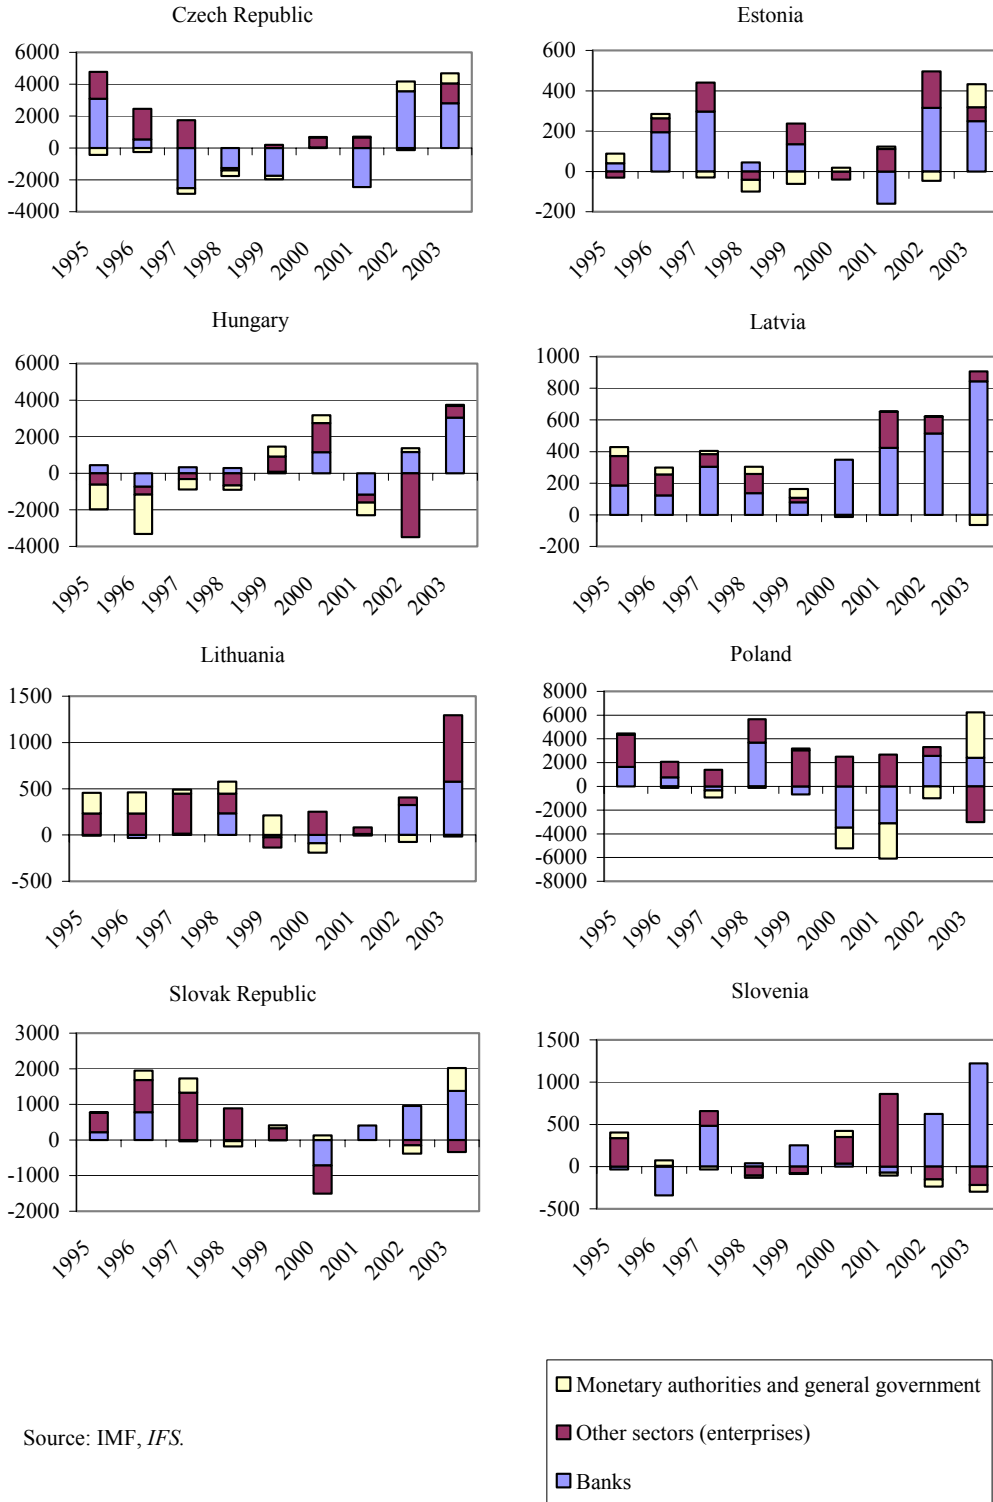 Czech Republic
6000
4000
2000
0
-2000
-4000
1995 1996 1997 1998 1999 2000 2001 2002 2003
Estonia
600
400
200
0
-200
1995 1996 1997 1998 1999 2000 2001 2002 2003
Hungary
6000
4000
2000
0
-2000
-4000
1995 1996 1997 1998 1999 2000 2001 2002 2003
Latvia
1000
800
600
400
200
0
-200
1995 1996 1997 1998 1999 2000 2001 2002 2003
Lithuania
1500
1000
500
0
-500
1995 1996 1997 1998 1999 2000 2001 2002 2003
Poland
8000
6000
4000
2000
0
-2000
-4000
-6000
-8000
1995 1996 1997 1998 1999 2000 2001 2002 2003
Slovak Republic
3000
2000
1000
0
-1000
-2000
1995 1996 1997 1998 1999 2000 2001 2002 2003
Slovenia
1500
1000
500
0
-500
1995 1996 1997 1998 1999 2000 2001 2002 2003
Monetary authorities and general government
Other sectors (enterprises)
Banks
Source: IMF, IFS.